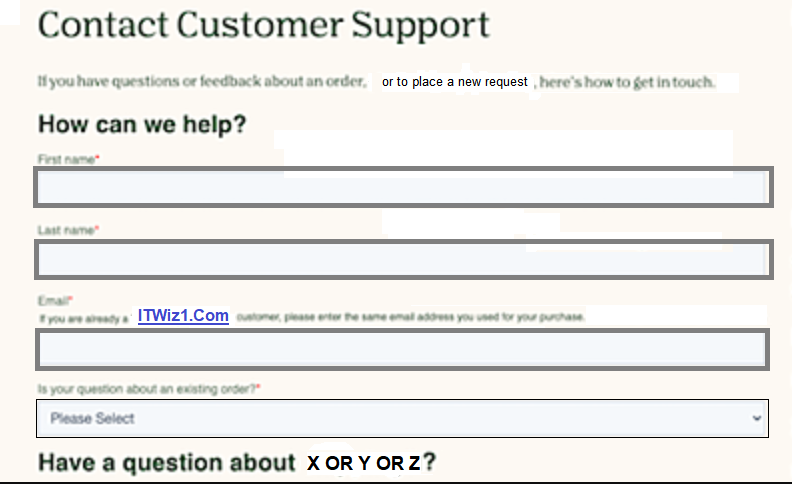 Contact Customer Support
If you have questions or feedback about an order, or to place a new request , here's how to get in touch.
How can we help?
First name*
Last name*
Email*
If you are already a ITWiz1.Com customer, please enter the same email address you used for your purchase.
Is your question about an existing order?*
Please Select
Have a question about X OR Y OR Z?